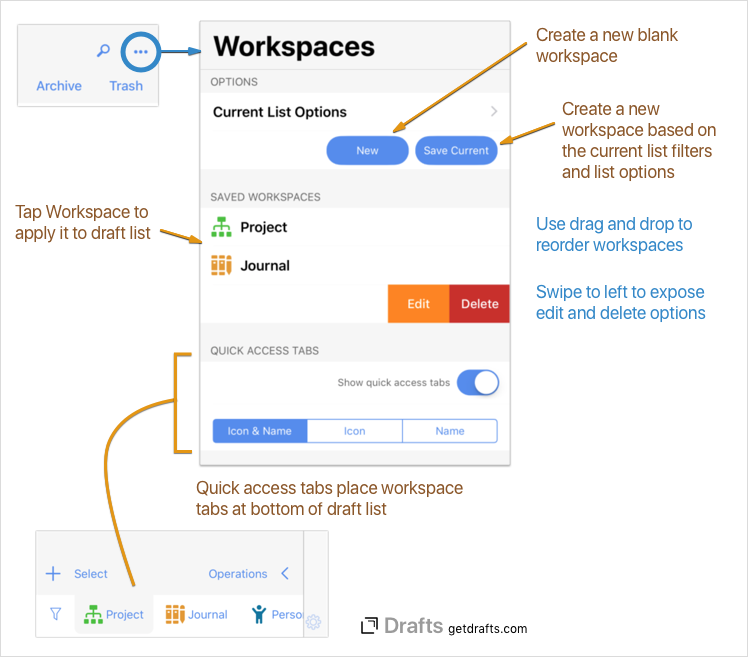 Archive Trash
Workspaces
OPTIONS
Current List Options
New Save Current
SAVED WORKSPACES
Project
Journal
Edit Delete
QUICK ACCESS TABS
Show quick access tabs
Icon & Name Icon Name
Create a new blank
workspace
Create a new
workspace based on
the current list filters
and list options
Tap Workspace to
apply it to draft list
Use drag and drop to
reorder workspaces
Swipe to left to expose
edit and delete options
Quick access tabs place workspace
tabs at bottom of draft list
Select Operations
Project Journal Perso
Drafts getdrafts.com